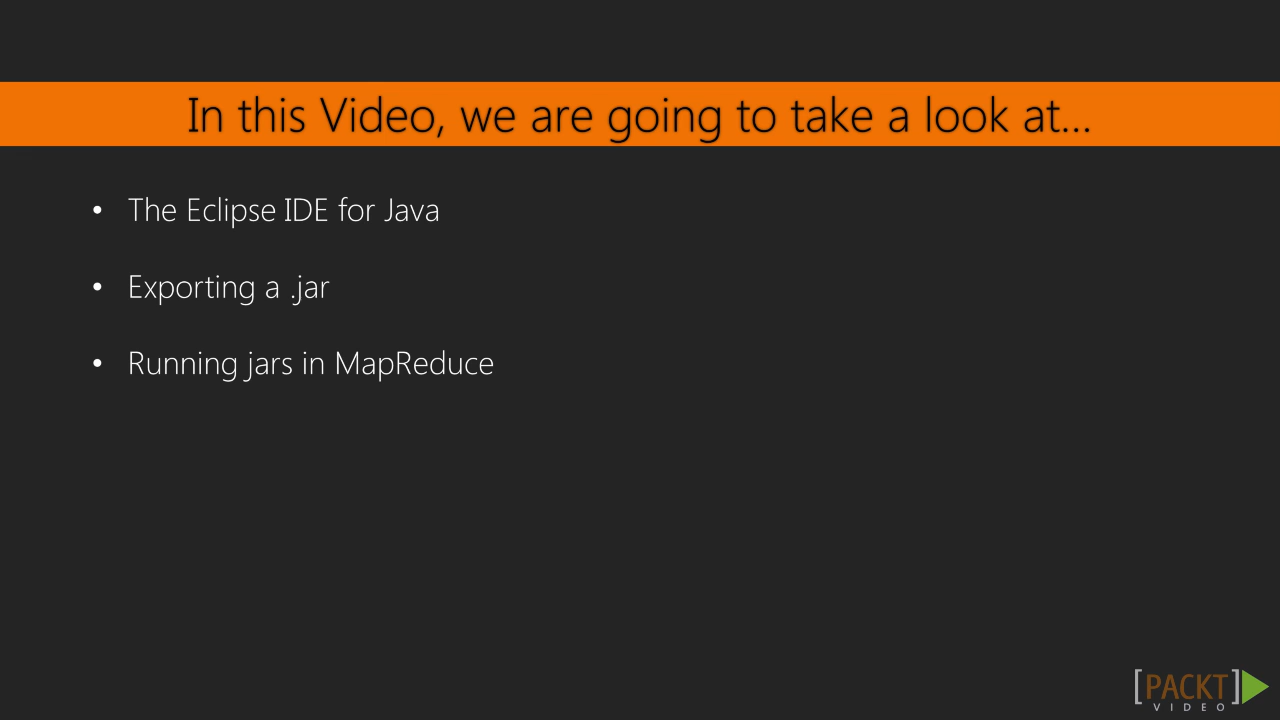 In this Video, we are going to take a look at...
• The Eclipse IDE for Java
• Exporting a .jar
• Running jars in MapReduce
[PACKT]
VIDEO